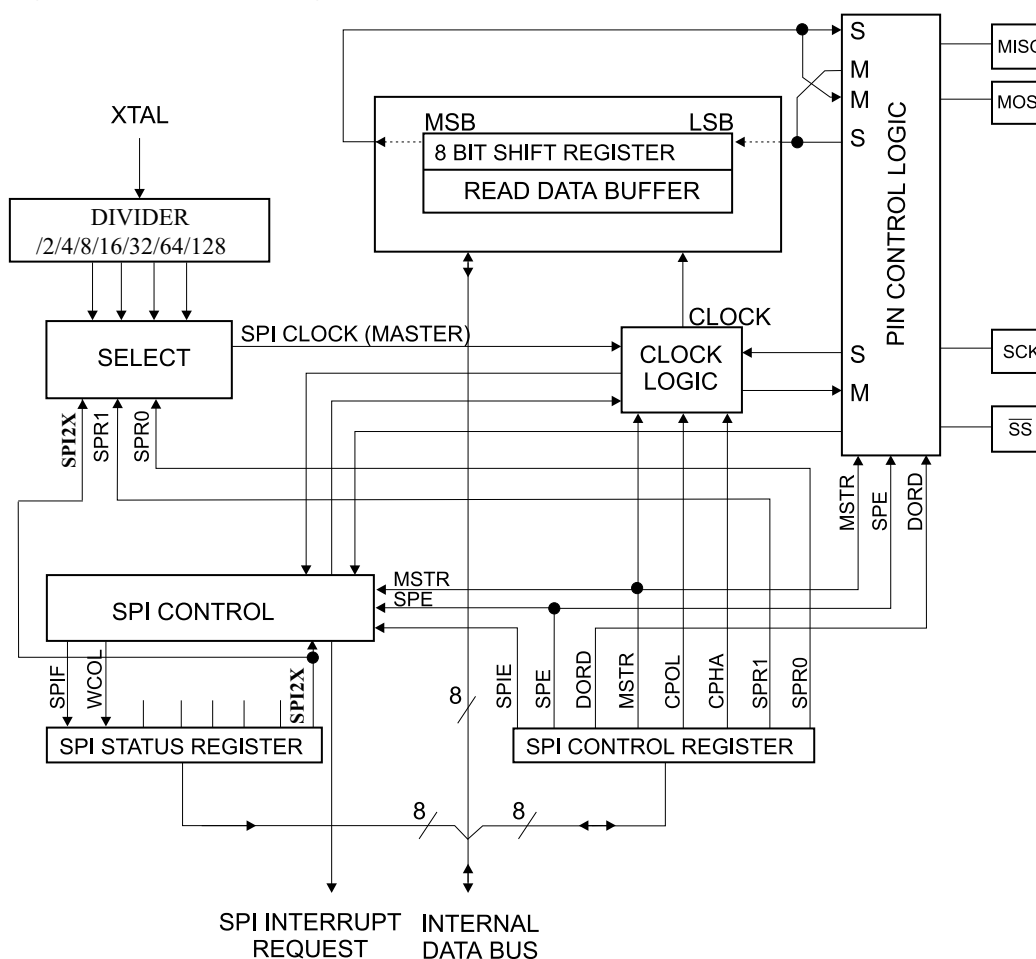 S
M
M
S
MISO
MOS
PIN CONTROL LOGIC
XTAL
MSB
LSB
8 BIT SHIFT REGISTER
READ DATA BUFFER
DIVIDER
/2/4/8/16/32/64/128
SELECT
SPI CLOCK (MASTER)
CLOCK
CLOCK
LOGIC
S
M
SCK
SS
SPI2X
SPR1
SPR0
MSTR
SPE
DORD
SPI CONTROL
MSTR
SPE
SPIF
WCOL
SPI2X
8
SPIE
SPE
DORD
MSTR
CPOL
CPHA
SPR1
SPR0
SPI STATUS REGISTER
SPI CONTROL REGISTER
8
8
SPI INTERRUPT
REQUEST
INTERNAL
DATA BUS